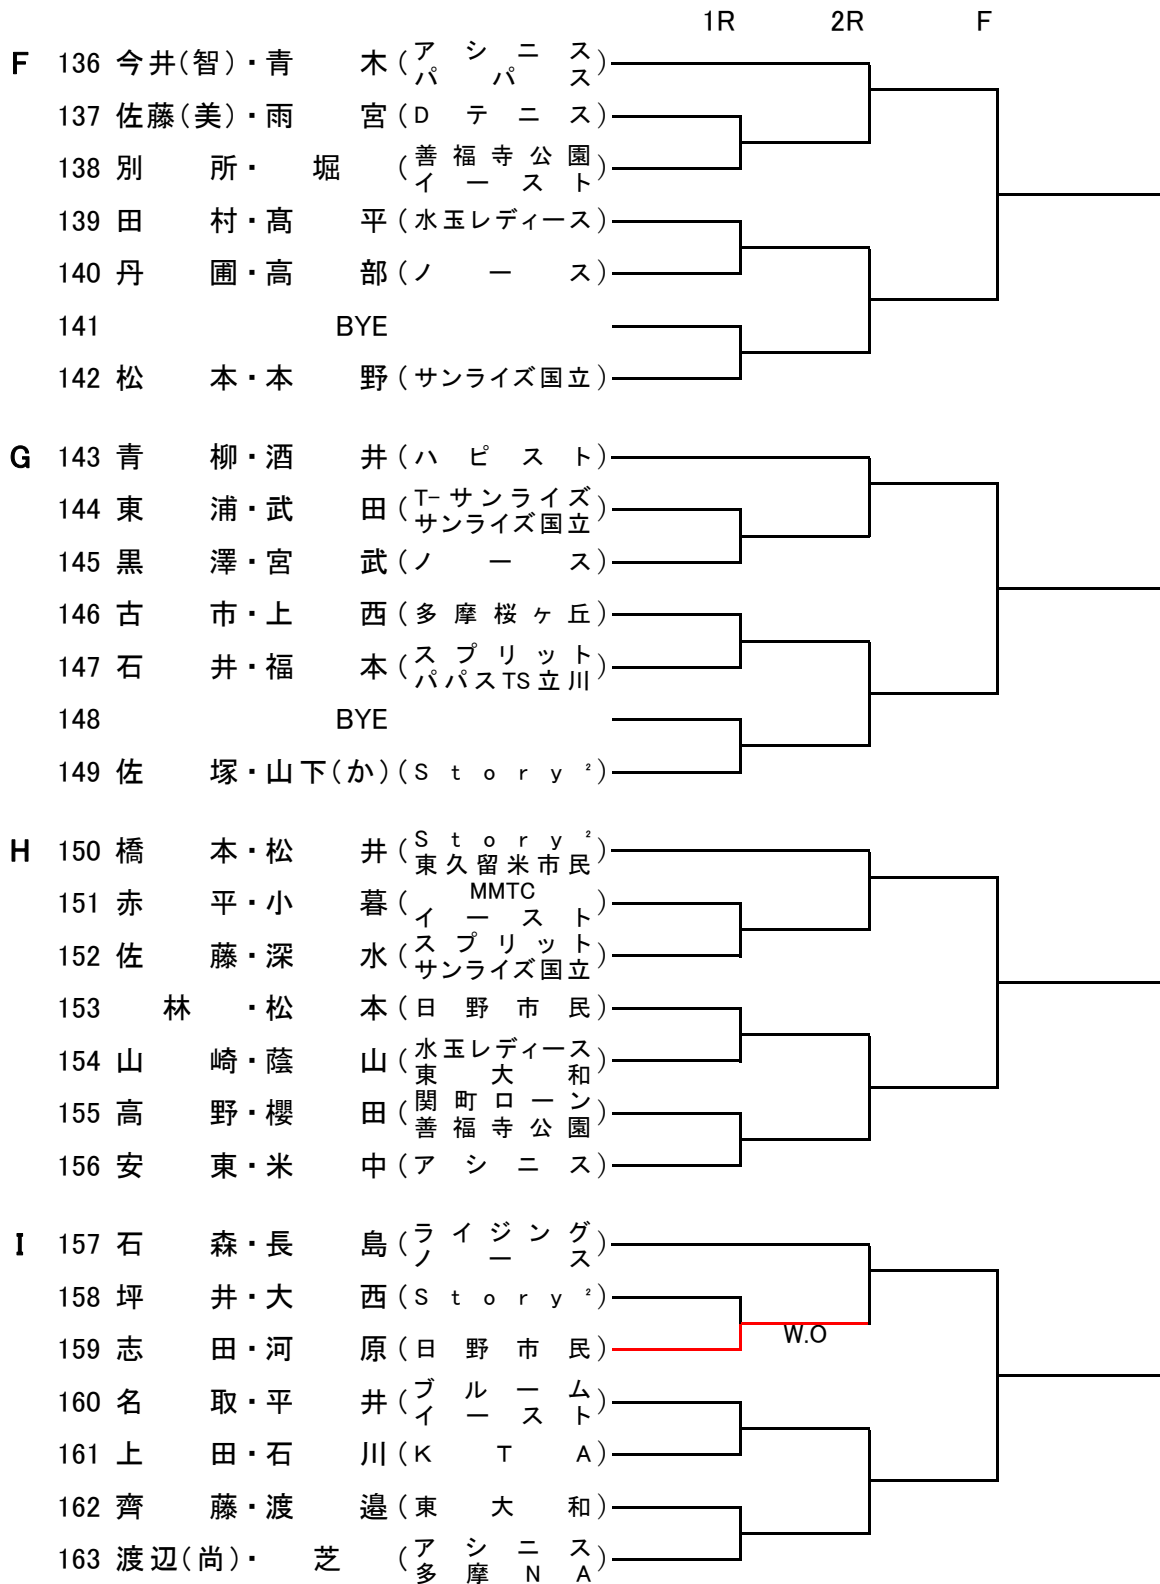 1R 2R F
F 136 今井(智)・青木(アシニス パパス)
137 佐藤(美)・雨宮(Dテニス)
138 別所・堀(善福寺公園 イースト)
139 田村・髙平(水玉レディース)
140 丹圃・高部(ノース)
141 BYE
142 松本・本野(サンライズ国立)
G 143 青柳・酒井(ハピスト)
144 東浦・武田(T-サンライズ サンライズ国立)
145 黒澤・宮武(ノース)
146 古市・上西(多摩桜ヶ丘)
147 石井・福本(スプリット パパスTS立川)
148 BYE
149 佐塚・山下(か)(Story²)
H 150 橋本・松井(Story² 東久留米市民)
151 赤平・小暮(MMTC イースト)
152 佐藤・深水(スプリット サンライズ国立)
153 林・松本(日野市民)
154 山崎・蔭山(水玉レディース 東大和)
155 高野・櫻田(関町ローン 善福寺公園)
156 安東・米中(アシニス)
I 157 石森・長島(ライジング ノース)
158 坪井・大西(Story²)
W.O
159 志田・河原(日野市民)
160 名取・平井(ブルーム イースト)
161 上田・石川(KTA)
162 齊藤・渡邉(東大和)
163 渡辺(尚)・芝(アシニス 多摩NA)